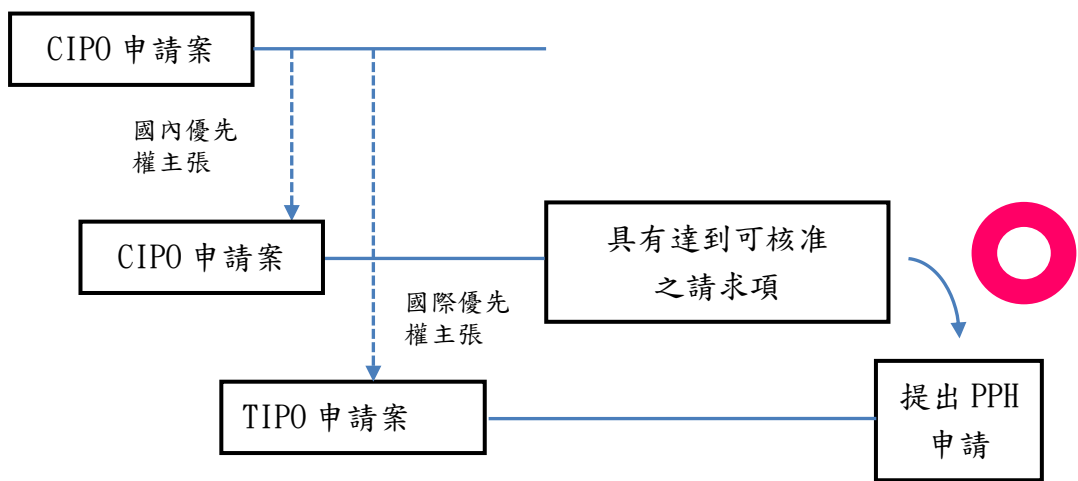 CIPO 申請案
國內優先
權主張
CIPO 申請案
具有達到可核准
之請求項
國際優先
權主張
TIPO 申請案
提出 PPH
申請